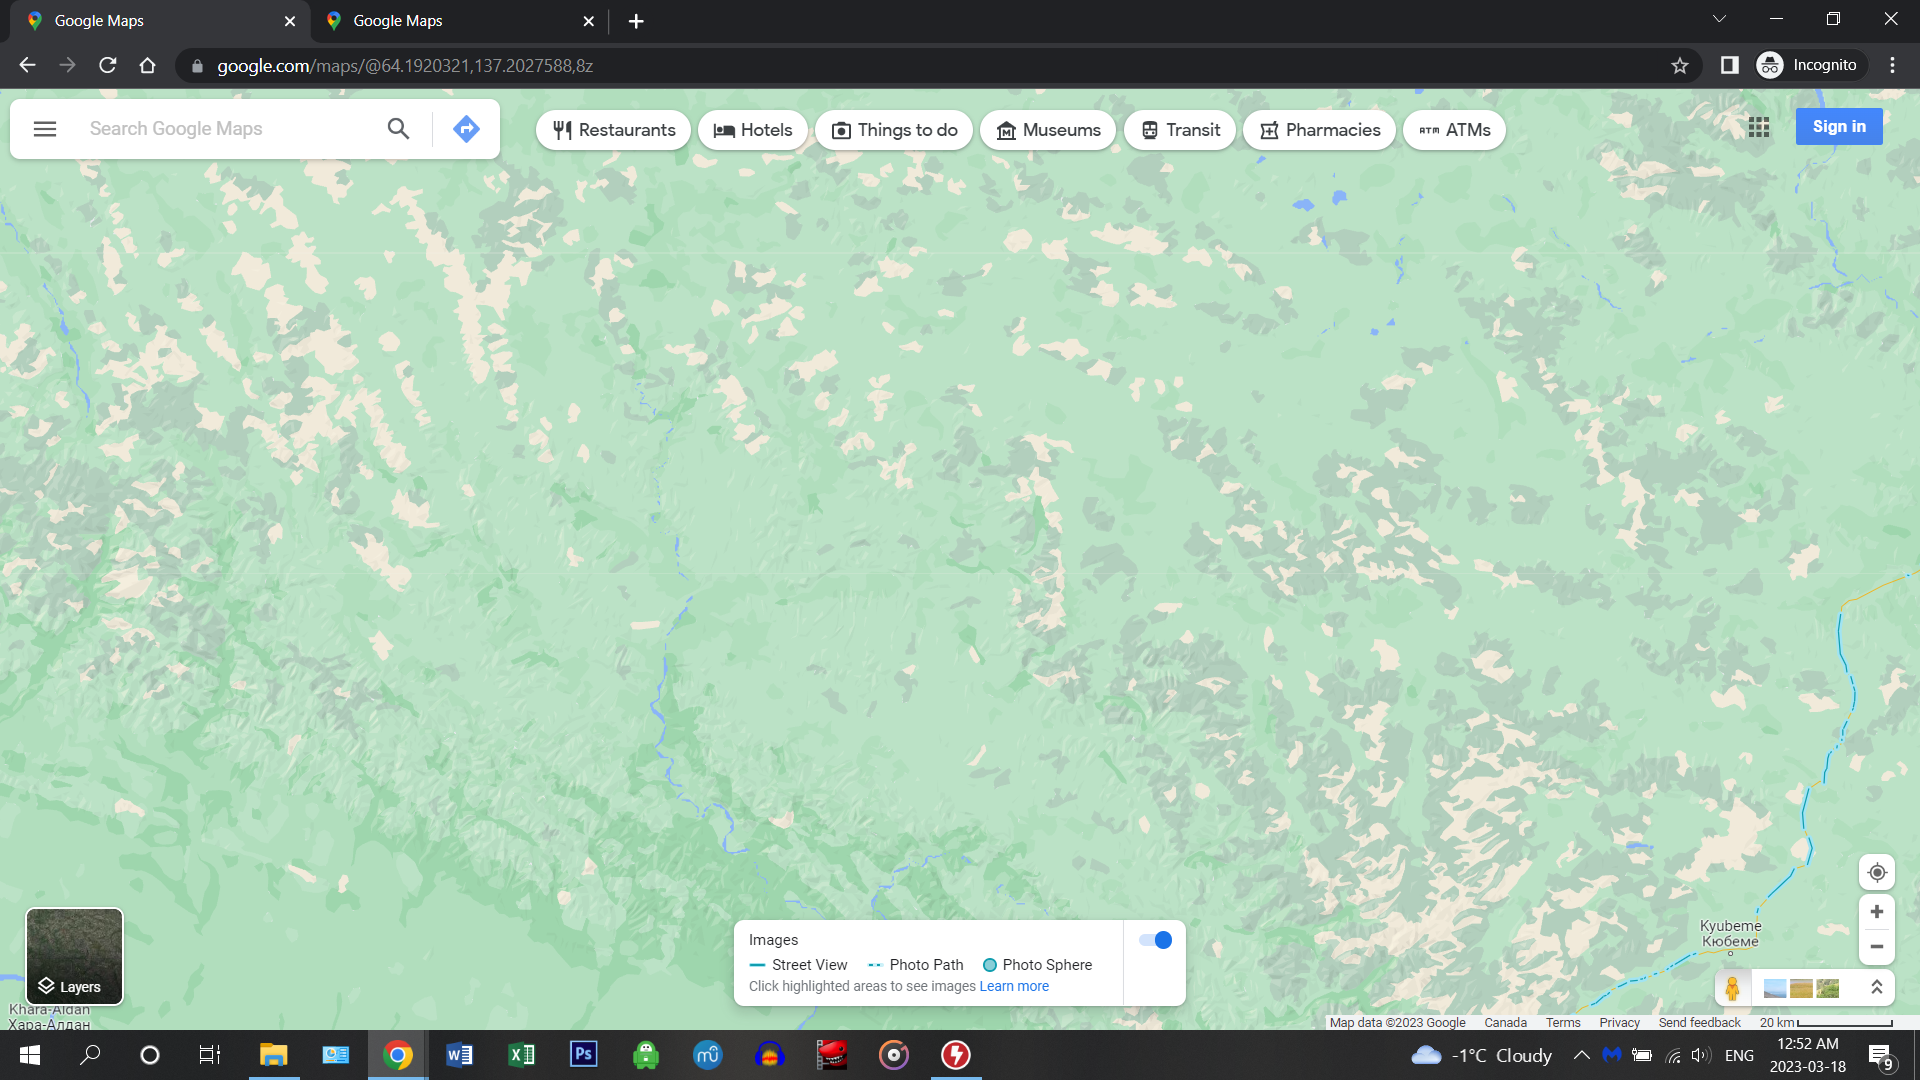 Google Maps
Google Maps
google.com/maps/@64.1920321,137.2027588,8z
Incognito
Search Google Maps
Restaurants
Hotels
Things to do
Museums
Transit
Pharmacies
ATM ATMs
Sign in
Kyubeme
Кюбеме
Images
Street View
Photo Path
Photo Sphere
Click highlighted areas to see images Learn more
Layers
Khara-Aldan
Хара-Алдан
Map data ©2023 Google
Canada
Terms
Privacy
Send feedback
20 km
W
X
Ps
mu
-1°C Cloudy
ENG
12:52 AM
2023-03-18
9